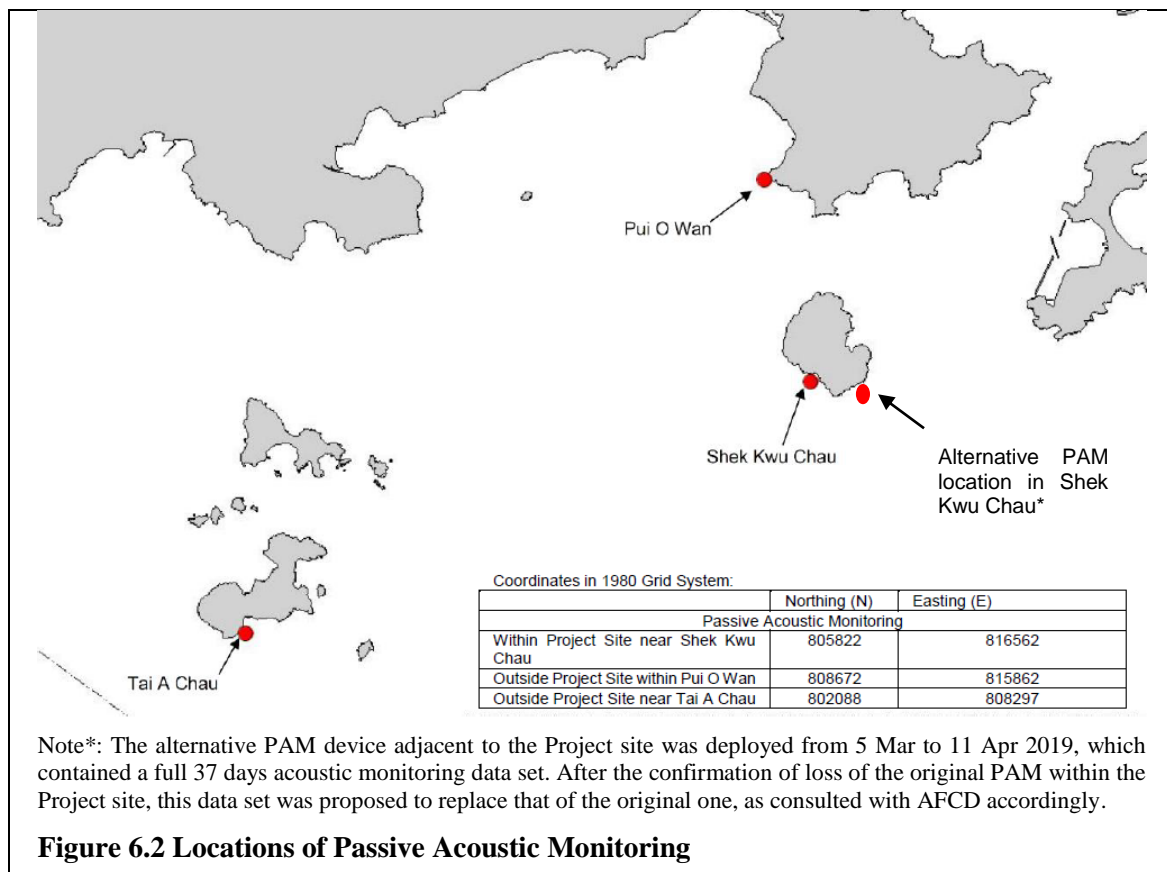 Pui O Wan
Shek Kwu Chau
Alternative PAM
location in Shek
Kwu Chau*
Tai A Chau
Coordinates in 1980 Grid System:
Northing (N) Easting (E)
Passive Acoustic Monitoring
Within Project Site near Shek Kwu 805822 816562
Chau
Outside Project Site within Pui O Wan 808672 815862
Outside Project Site near Tai A Chau 802088 808297
Note*: The alternative PAM device adjacent to the Project site was deployed from 5 Mar to 11 Apr 2019, which
contained a full 37 days acoustic monitoring data set. After the confirmation of loss of the original PAM within the
Project site, this data set was proposed to replace that of the original one, as consulted with AFCD accordingly.
Figure 6.2 Locations of Passive Acoustic Monitoring